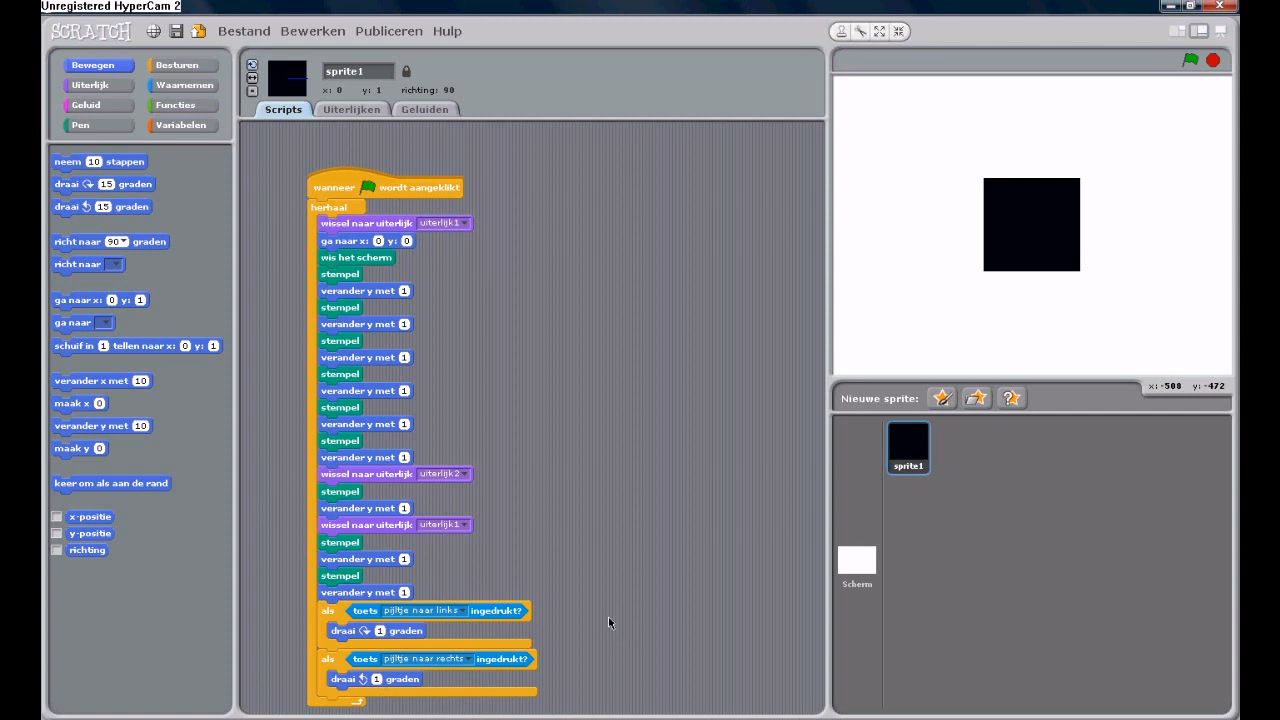 Unregistered HyperCam 2
SCRATCH Bestand Bewerken Publiceren Hulp
Bewegen Besturen
Uiterlijk Waarnemen
Geluid Functies
Pen Variabelen
neem 10 stappen
draai 15 graden
draai 15 graden
richt naar 90 graden
richt naar
ga naar x: 0 y: 1
ga naar
schuif in 1 tellen naar x: 0 y: 1
verander x met 10
maak x 0
verander y met 10
maak y 0
keer om als aan de rand
x-positie
y-positie
richting
sprite1
x: 0 y: 1 richting: 90
Scripts Uiterlijken Geluiden
wanneer wordt aangeklikt
herhaal
wissel naar uiterlijk uiterlijk1
ga naar x: 0 y: 0
wis het scherm
stempel
verander y met 1
stempel
verander y met 1
stempel
verander y met 1
stempel
verander y met 1
stempel
verander y met 1
stempel
verander y met 1
wissel naar uiterlijk uiterlijk2
stempel
verander y met 1
wissel naar uiterlijk uiterlijk1
stempel
verander y met 1
stempel
verander y met 1
als toets pijltje naar links ingedrukt?
draai 1 graden
als toets pijltje naar rechts ingedrukt?
draai 1 graden
x: -508 y: -472
Nieuwe sprite:
sprite1
Scherm